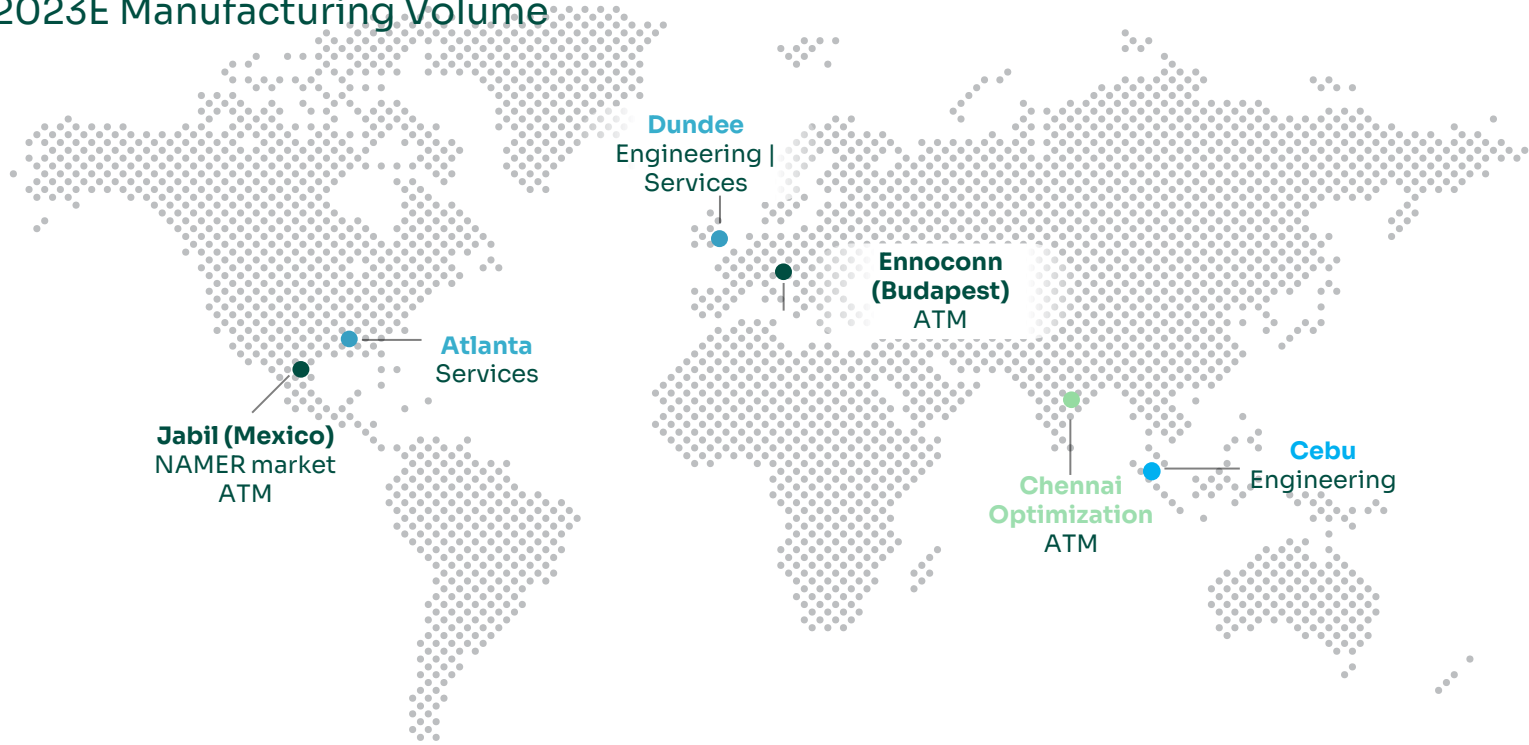 2023E Manufacturing Volume
Dundee
Engineering |
Services
Ennoconn
(Budapest)
ATM
Atlanta
Services
Jabil (Mexico)
NAMER market
ATM
Cebu
Engineering
Chennai
Optimization
ATM